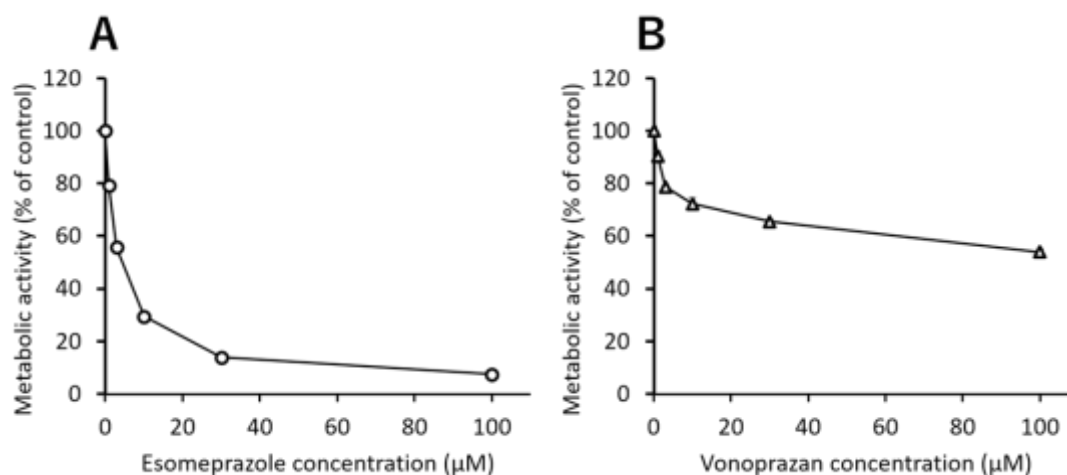 A
Metabolic activity (% of control)
120
100
80
60
40
20
0
0 20 40 60 80 100
Esomeprazole concentration (µM)
B
Metabolic activity (% of control)
120
100
80
60
40
20
0
0 20 40 60 80 100
Vonoprazan concentration (µM)